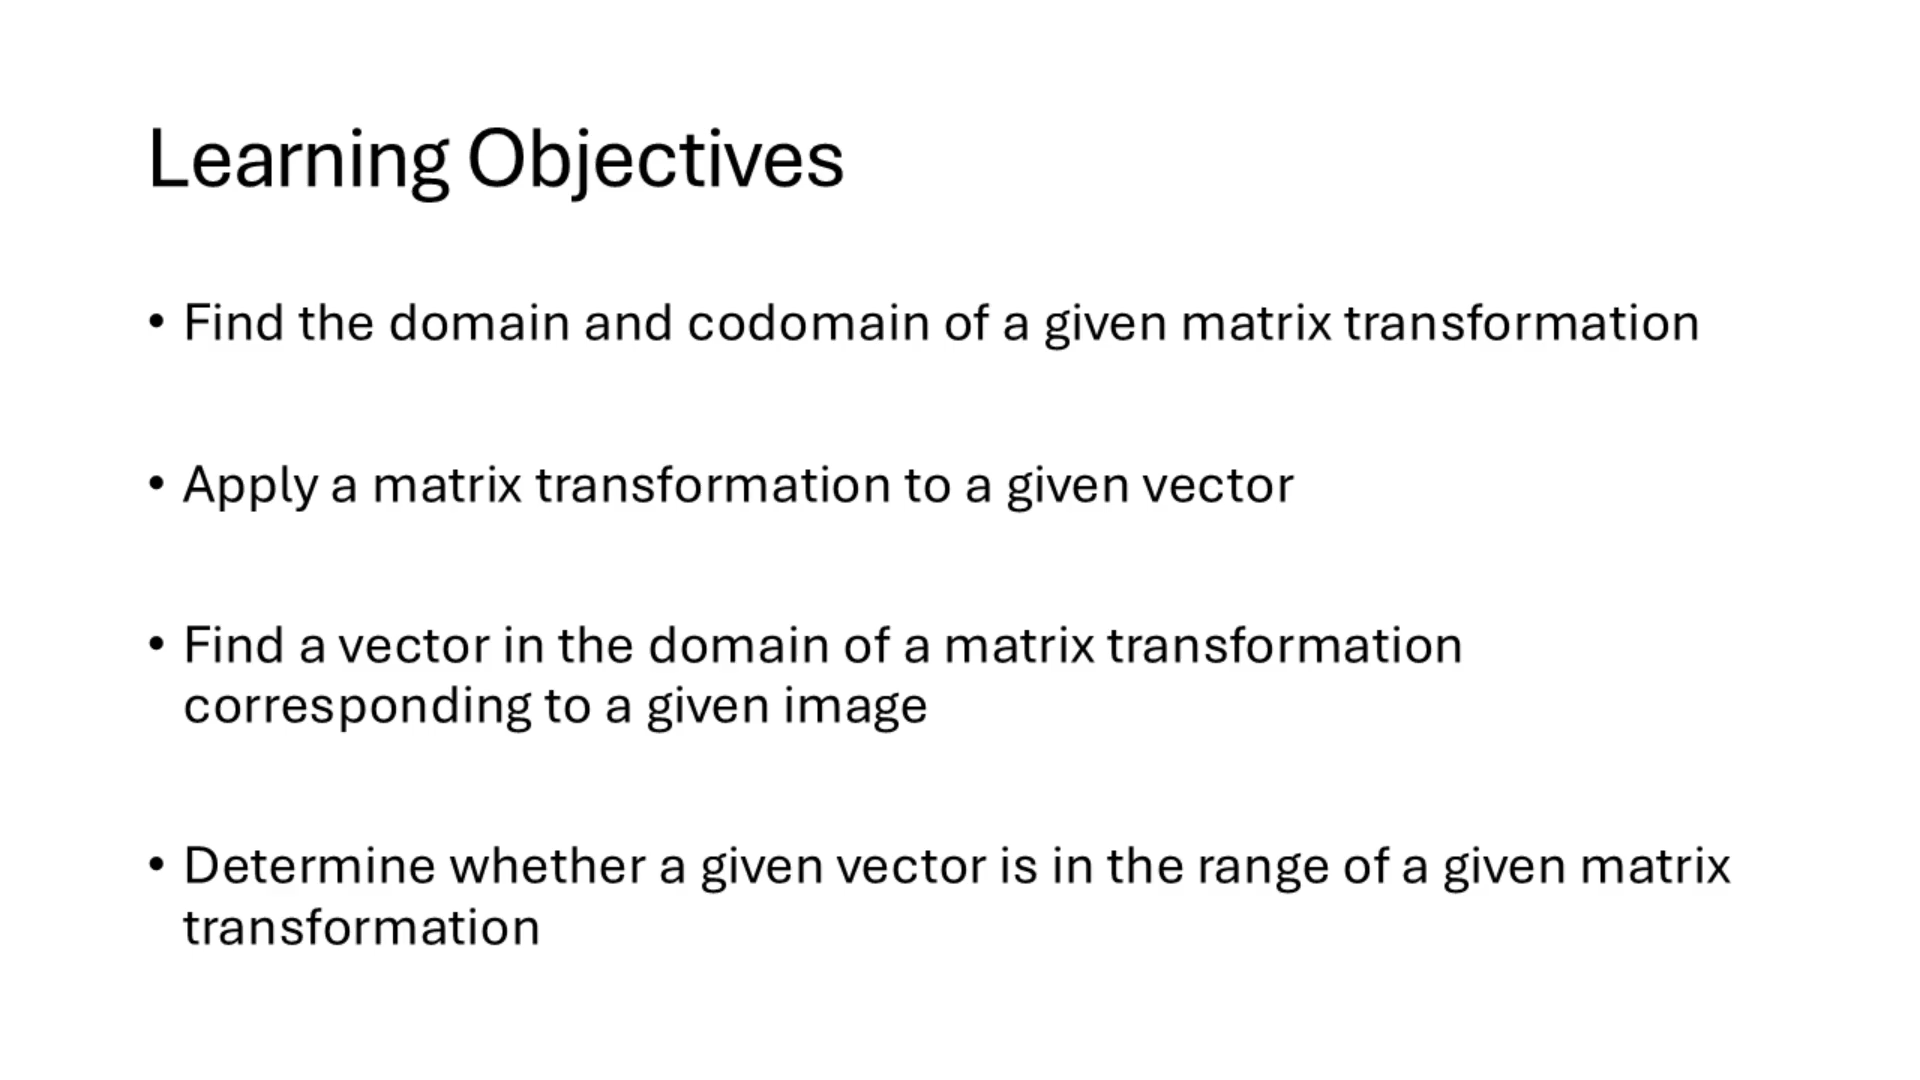 Learning Objectives
• Find the domain and codomain of a given matrix transformation
• Apply a matrix transformation to a given vector
• Find a vector in the domain of a matrix transformation
corresponding to a given image
• Determine whether a given vector is in the range of a given matrix
transformation